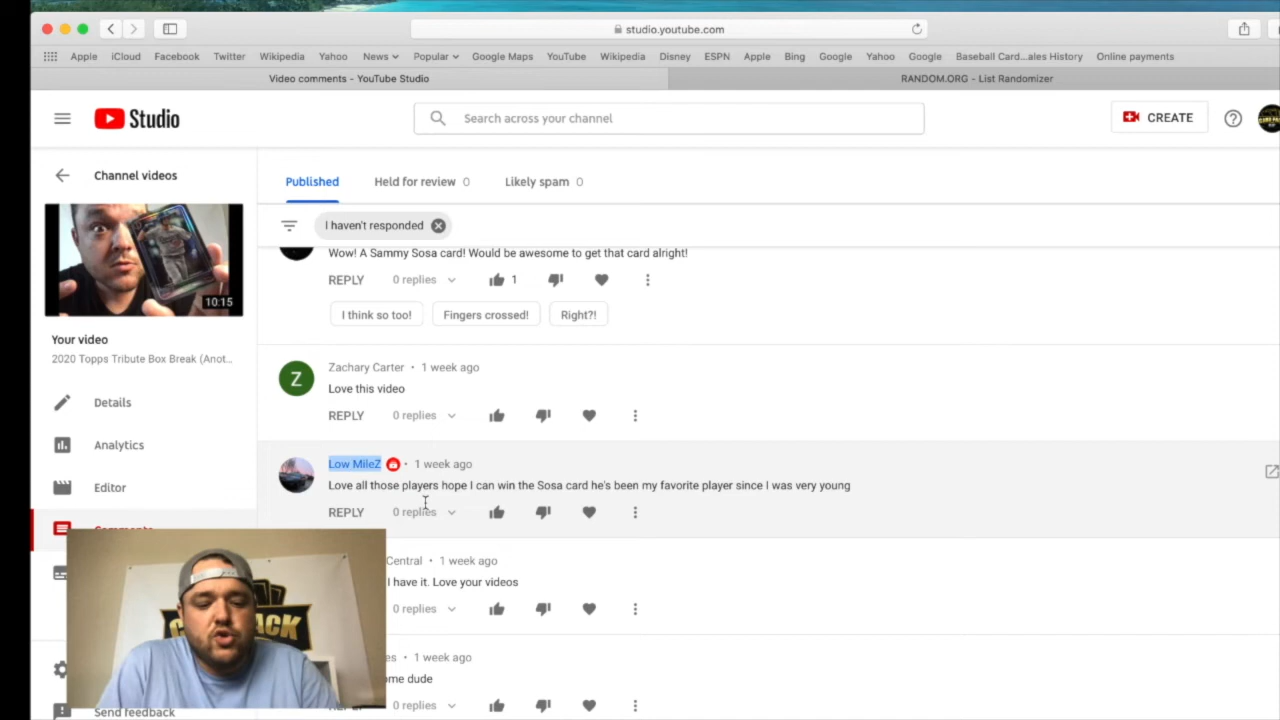 studio.youtube.com
Apple iCloud Facebook Twitter Wikipedia Yahoo News Popular Google Maps YouTube Wikipedia Disney ESPN Apple Bing Google Yahoo Google Baseball Card...ales History Online payments
Video comments - YouTube Studio RANDOM.ORG - List Randomizer
Studio Search across your channel CREATE
Channel videos
Published Held for review 0 Likely spam 0
I haven't responded
Wow! A Sammy Sosa card! Would be awesome to get that card alright!
REPLY 0 replies 1
I think so too! Fingers crossed! Right?!
10:15
Your video
2020 Topps Tribute Box Break (Anot...
Details
Analytics
Editor
Comments
Send feedback
Z
Zachary Carter • 1 week ago
Love this video
REPLY 0 replies
Low MileZ • 1 week ago
Love all those players hope I can win the Sosa card he's been my favorite player since I was very young
REPLY 0 replies
Central • 1 week ago
I have it. Love your videos
0 replies
• 1 week ago
dude
0 replies